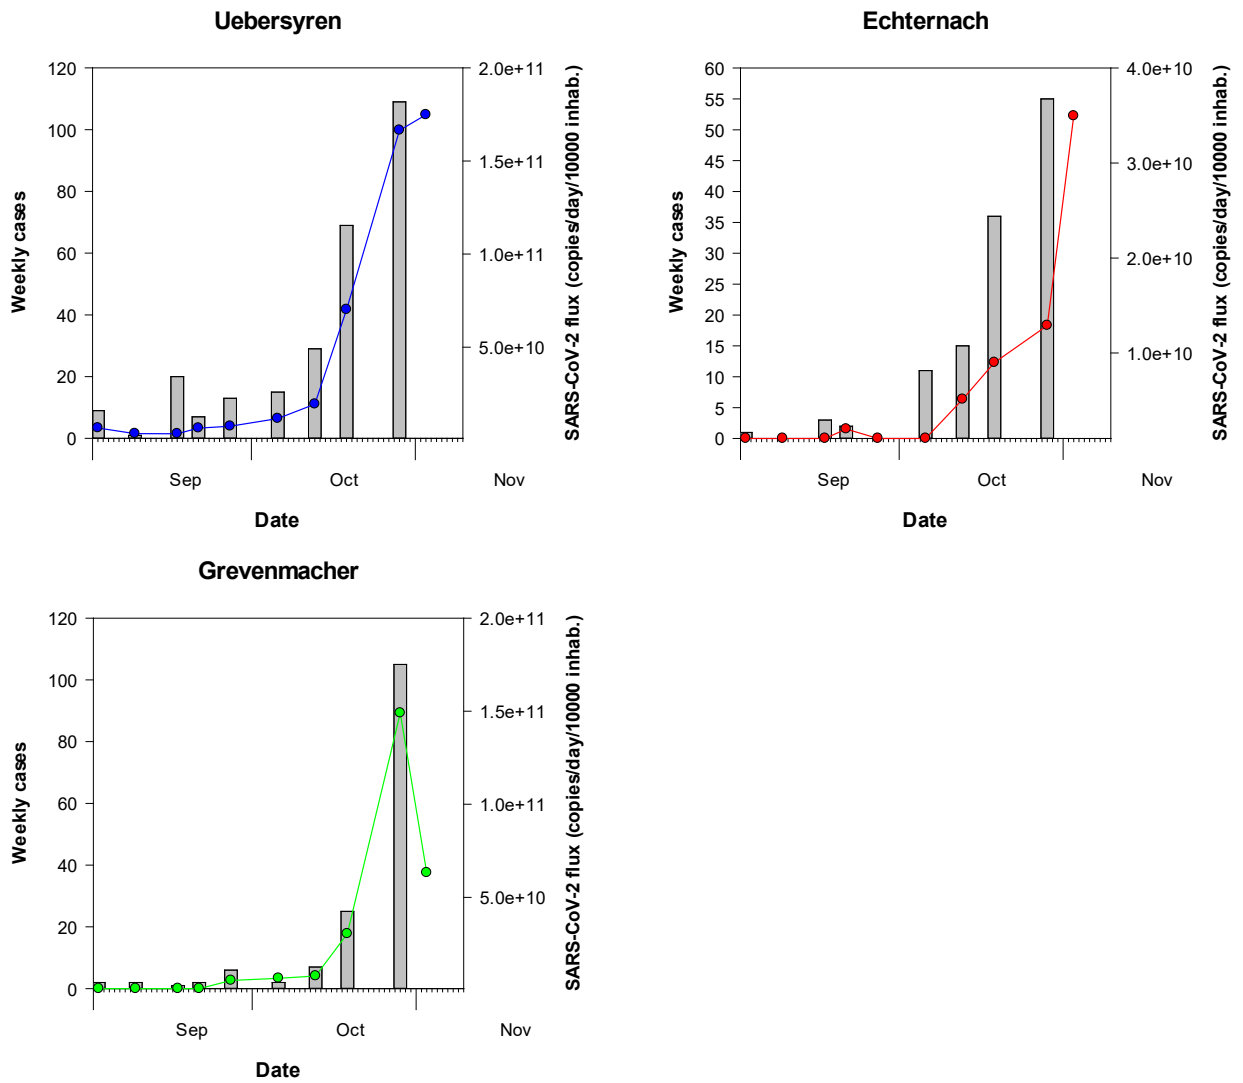 Uebersyren
120
100
80
60
40
20
0
Weekly cases
2.0e+11
1.5e+11
1.0e+11
5.0e+10
SARS-CoV-2 flux (copies/day/10000 inhab.)
Sep Oct Nov
Date
Echternach
60
55
50
45
40
35
30
25
20
15
10
5
0
Weekly cases
4.0e+10
3.0e+10
2.0e+10
1.0e+10
SARS-CoV-2 flux (copies/day/10000 inhab.)
Sep Oct Nov
Date
Grevenmacher
120
100
80
60
40
20
0
Weekly cases
2.0e+11
1.5e+11
1.0e+11
5.0e+10
SARS-CoV-2 flux (copies/day/10000 inhab.)
Sep Oct Nov
Date